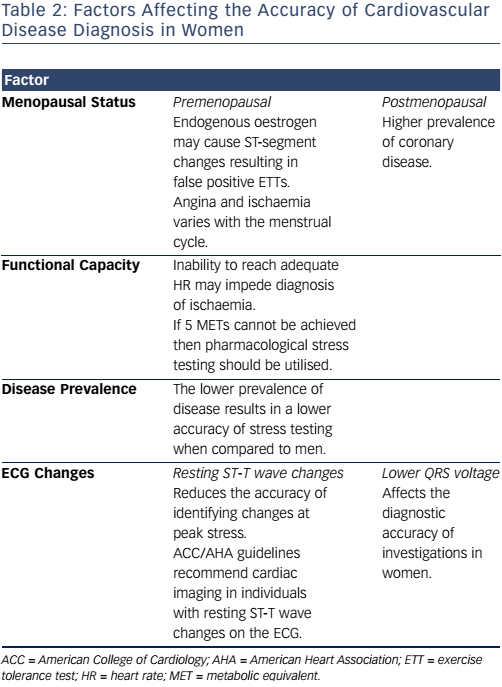 Table 2: Factors Affecting the Accuracy of Cardiovascular
Disease Diagnosis in Women
Factor
Menopausal Status
Premenopausal
Endogenous oestrogen
may cause ST-segment
changes resulting in
false positive ETTs.
Angina and ischaemia
varies with the menstrual
cycle.
Postmenopausal
Higher prevalence
of coronary
disease.
Functional Capacity
Inability to reach adequate
HR may impede diagnosis
of ischaemia.
If 5 METs cannot be achieved
then pharmacological stress
testing should be utilised.
Disease Prevalence
The lower prevalence of
disease results in a lower
accuracy of stress testing
when compared to men.
ECG Changes
Resting ST-T wave changes
Reduces the accuracy of
identifying changes at
peak stress.
ACC/AHA guidelines
recommend cardiac
imaging in individuals
with resting ST-T wave
changes on the ECG.
Lower QRS voltage
Affects the
diagnostic
accuracy of
investigations in
women.
ACC = American College of Cardiology; AHA = American Heart Association; ETT = exercise
tolerance test; HR = heart rate; MET = metabolic equivalent.